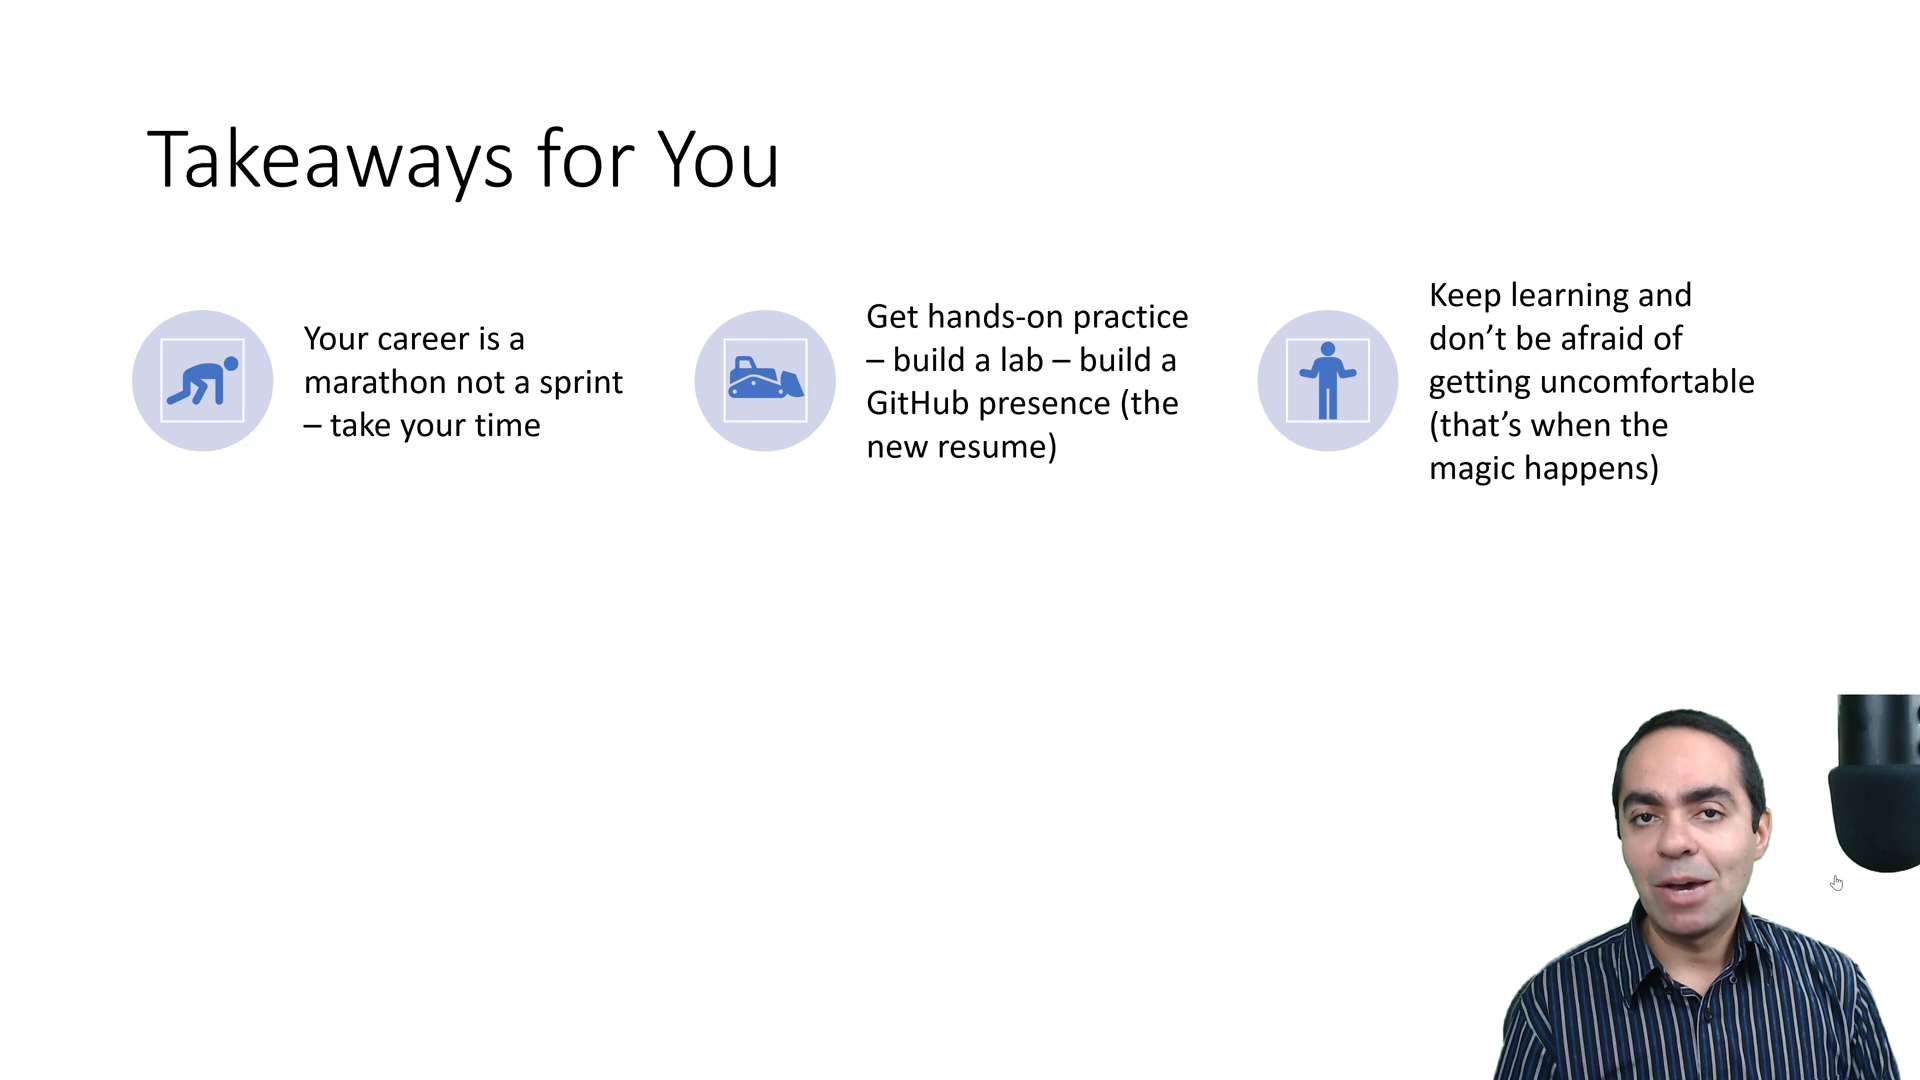 Takeaways for You
Your career is a
marathon not a sprint
– take your time
Get hands-on practice
– build a lab – build a
GitHub presence (the
new resume)
Keep learning and
don’t be afraid of
getting uncomfortable
(that’s when the
magic happens)